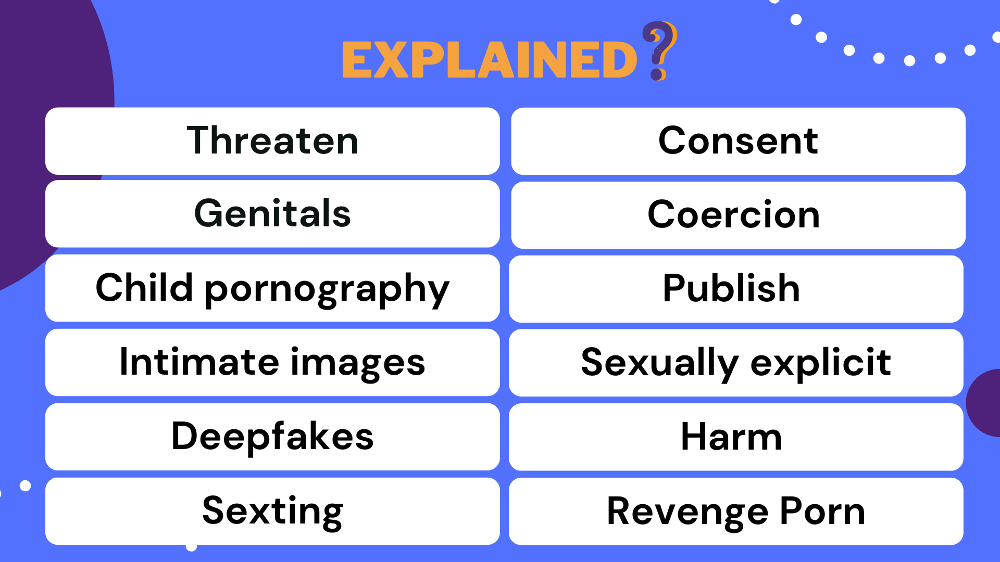 EXPLAINED?
Threaten
Consent
Genitals
Coercion
Child pornography
Publish
Intimate images
Sexually explicit
Deepfakes
Harm
Sexting
Revenge Porn